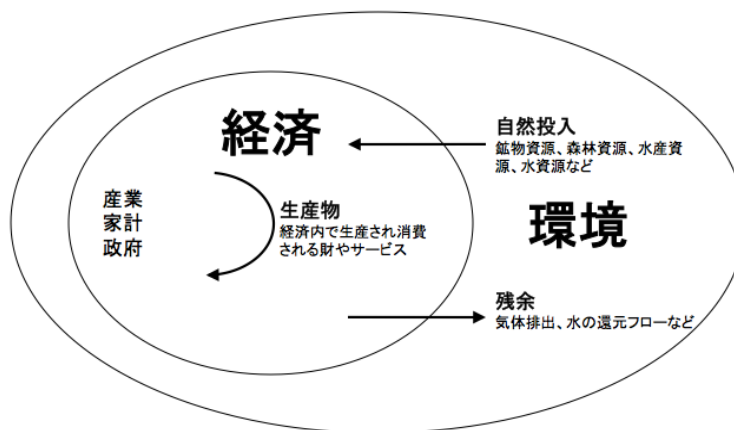 経済
産業
家計
政府
生産物
経済内で生産され消費
される財やサービス
自然投入
鉱物資源、森林資源、水産資
源、水資源など
環境
残余
気体排出、水の還元フローなど